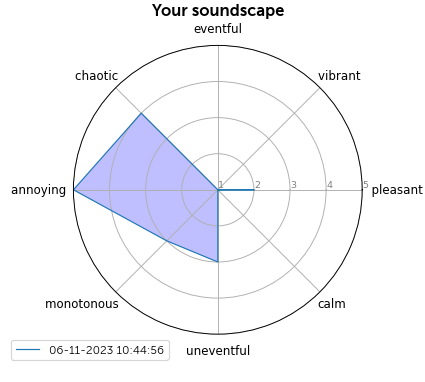 Your soundscape
eventful
chaotic
vibrant
annoying
1 2 3 4 5
pleasant
monotonous
calm
uneventful
06-11-2023 10:44:56